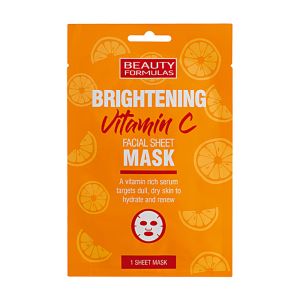 BEAUTY
FORMULAS
BRIGHTENING
Vitamin C
FACIAL SHEET
MASK
A vitamin rich serum
targets dull, dry skin to
hydrate and renew
1 SHEET MASK